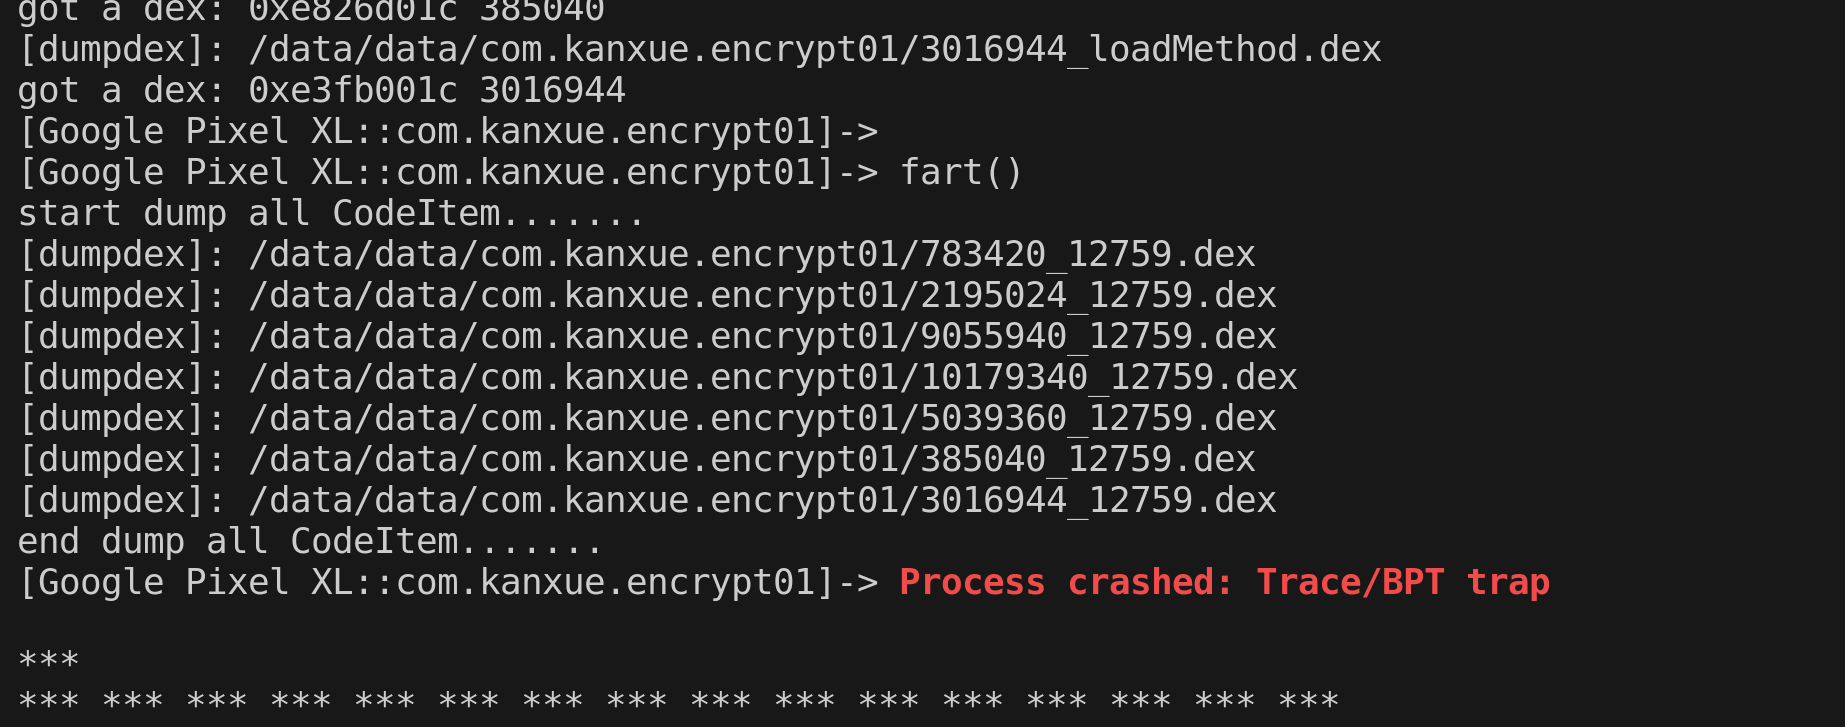 got a dex: 0xe826d01c 385040
[dumpdex]: /data/data/com.kanxue.encrypt01/3016944_loadMethod.dex
got a dex: 0xe3fb001c 3016944
[Google Pixel XL::com.kanxue.encrypt01]->
[Google Pixel XL::com.kanxue.encrypt01]-> fart()
start dump all CodeItem.......
[dumpdex]: /data/data/com.kanxue.encrypt01/783420_12759.dex
[dumpdex]: /data/data/com.kanxue.encrypt01/2195024_12759.dex
[dumpdex]: /data/data/com.kanxue.encrypt01/9055940_12759.dex
[dumpdex]: /data/data/com.kanxue.encrypt01/10179340_12759.dex
[dumpdex]: /data/data/com.kanxue.encrypt01/5039360_12759.dex
[dumpdex]: /data/data/com.kanxue.encrypt01/385040_12759.dex
[dumpdex]: /data/data/com.kanxue.encrypt01/3016944_12759.dex
end dump all CodeItem.......
[Google Pixel XL::com.kanxue.encrypt01]-> Process crashed: Trace/BPT trap
***
*** *** *** *** *** *** *** *** *** *** *** *** *** *** *** ***